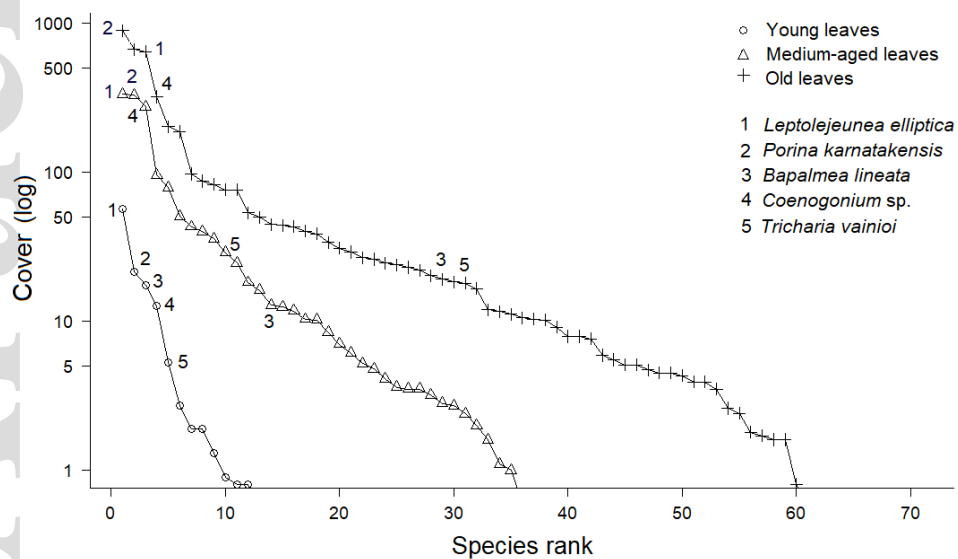 1000
500
100
50
10
5
1
Cover (log)
0 10 20 30 40 50 60 70
Species rank
2
1
4
1
2
4
5
3
3 5
1
2
3
4
5
Young leaves
Medium-aged leaves
Old leaves
1 Leptolejeunea elliptica
2 Porina karnatakensis
3 Bapalmea lineata
4 Coenogonium sp.
5 Tricharia vainioi